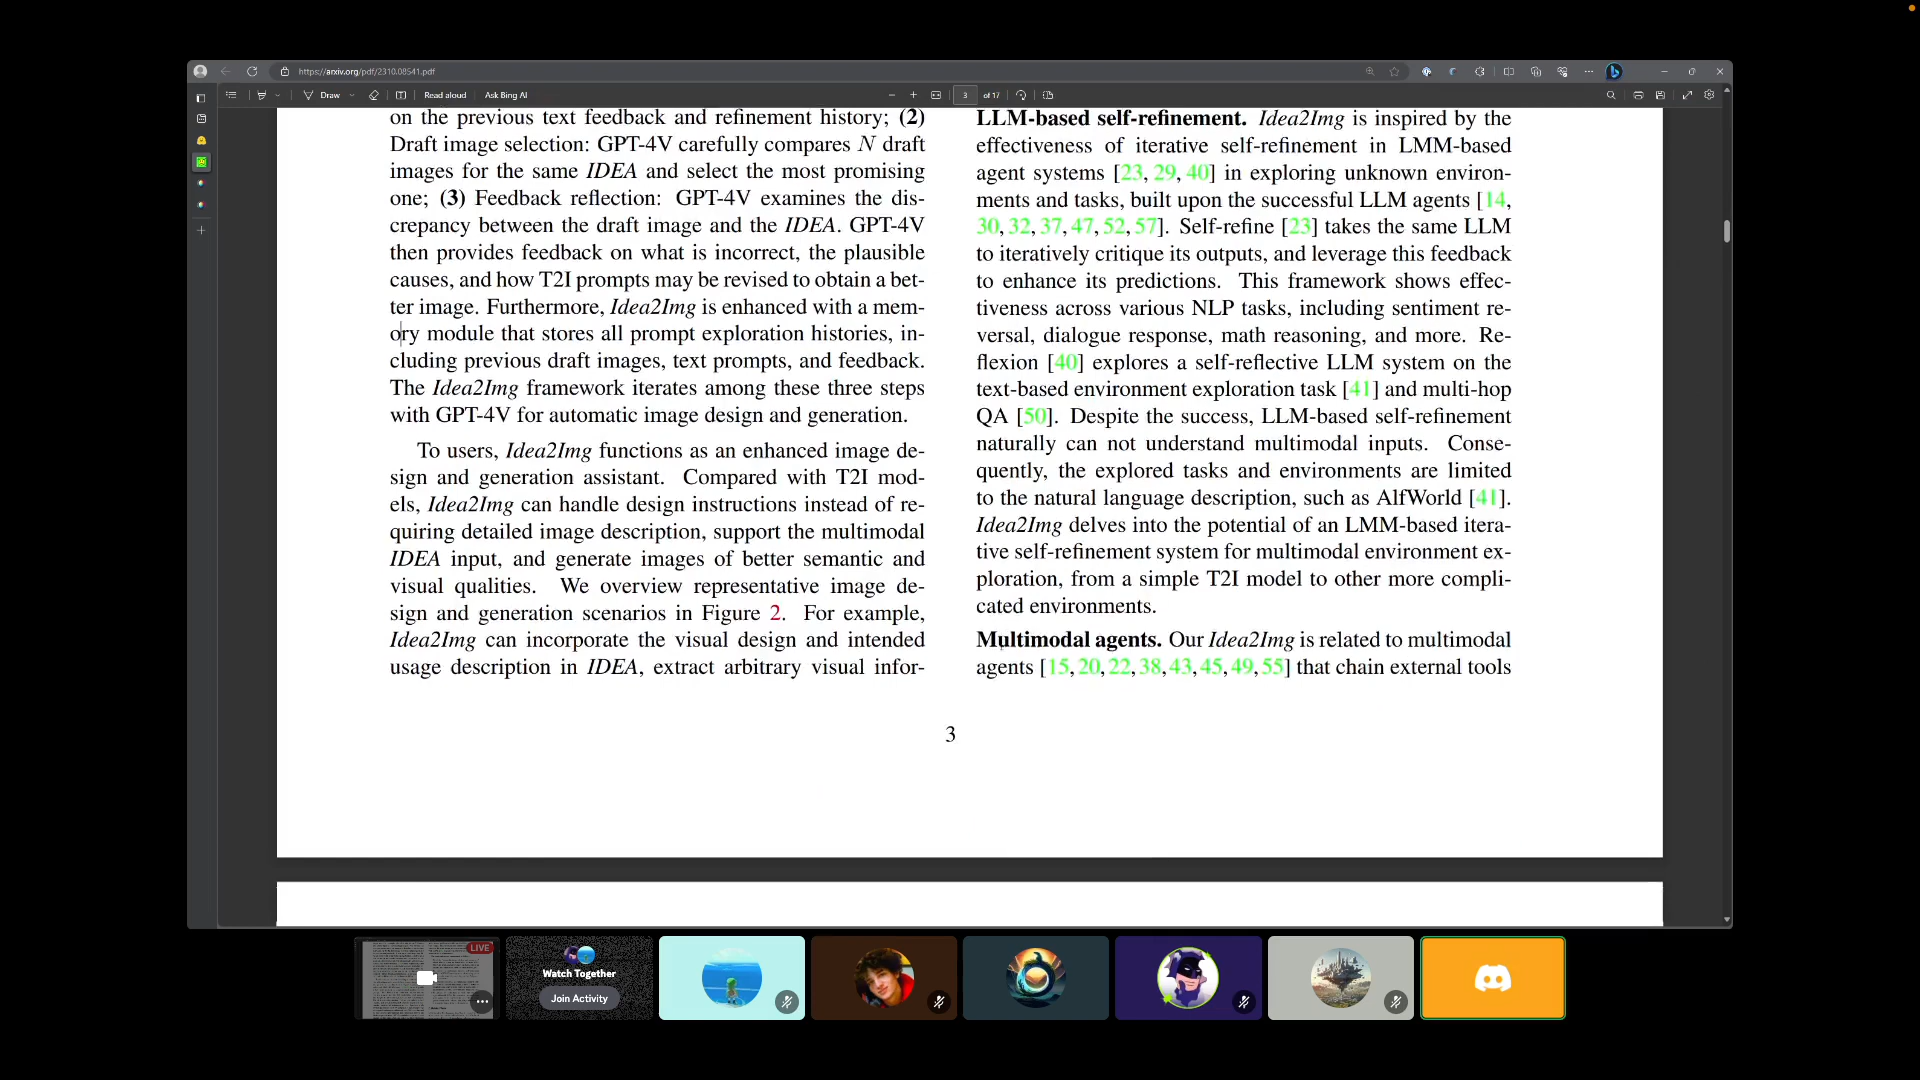 https://arxiv.org/pdf/2310.08541.pdf
Draw
Read aloud
Ask Bing AI
3
of 17
on the previous text feedback and refinement history; (2)
Draft image selection: GPT-4V carefully compares N draft
images for the same IDEA and select the most promising
one; (3) Feedback reflection: GPT-4V examines the dis-
crepancy between the draft image and the IDEA. GPT-4V
then provides feedback on what is incorrect, the plausible
causes, and how T2I prompts may be revised to obtain a bet-
ter image. Furthermore, Idea2Img is enhanced with a mem-
ory module that stores all prompt exploration histories, in-
cluding previous draft images, text prompts, and feedback.
The Idea2Img framework iterates among these three steps
with GPT-4V for automatic image design and generation.
To users, Idea2Img functions as an enhanced image de-
sign and generation assistant. Compared with T2I mod-
els, Idea2Img can handle design instructions instead of re-
quiring detailed image description, support the multimodal
IDEA input, and generate images of better semantic and
visual qualities. We overview representative image de-
sign and generation scenarios in Figure 2. For example,
Idea2Img can incorporate the visual design and intended
usage description in IDEA, extract arbitrary visual infor-
LLM-based self-refinement. Idea2Img is inspired by the
effectiveness of iterative self-refinement in LMM-based
agent systems [23, 29, 40] in exploring unknown environ-
ments and tasks, built upon the successful LLM agents [14,
30, 32, 37, 47, 52, 57]. Self-refine [23] takes the same LLM
to iteratively critique its outputs, and leverage this feedback
to enhance its predictions. This framework shows effec-
tiveness across various NLP tasks, including sentiment re-
versal, dialogue response, math reasoning, and more. Re-
flexion [40] explores a self-reflective LLM system on the
text-based environment exploration task [41] and multi-hop
QA [50]. Despite the success, LLM-based self-refinement
naturally can not understand multimodal inputs. Conse-
quently, the explored tasks and environments are limited
to the natural language description, such as AlfWorld [41].
Idea2Img delves into the potential of an LMM-based itera-
tive self-refinement system for multimodal environment ex-
ploration, from a simple T2I model to other more compli-
cated environments.
Multimodal agents. Our Idea2Img is related to multimodal
agents [15, 20, 22, 38, 43, 45, 49, 55] that chain external tools
3
LIVE
Watch Together
Join Activity